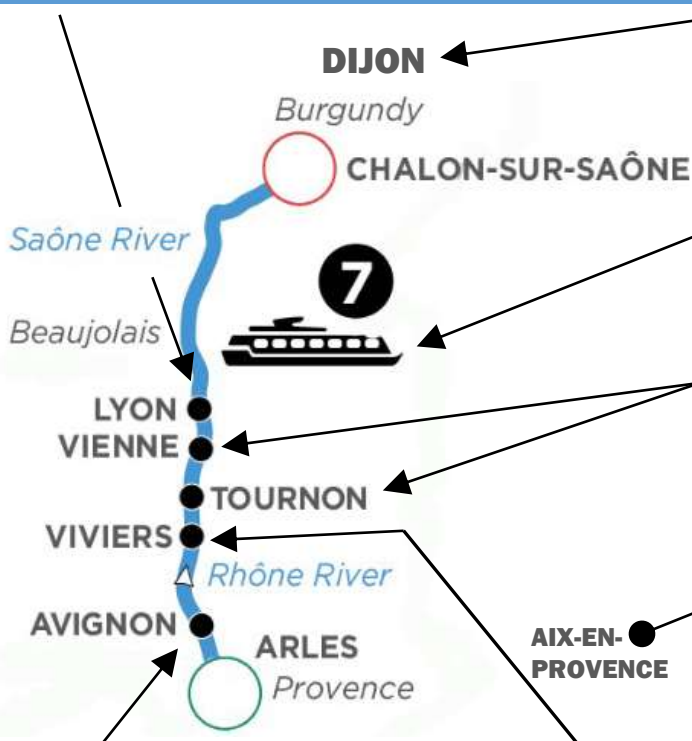 DIJON
Burgundy
CHALON-SUR-SAÔNE
Saône River
7
Beaujolais
LYON
VIENNE
TOURNON
VIVIERS
Rhône River
AVIGNON
ARLES
Provence
AIX-EN-
PROVENCE